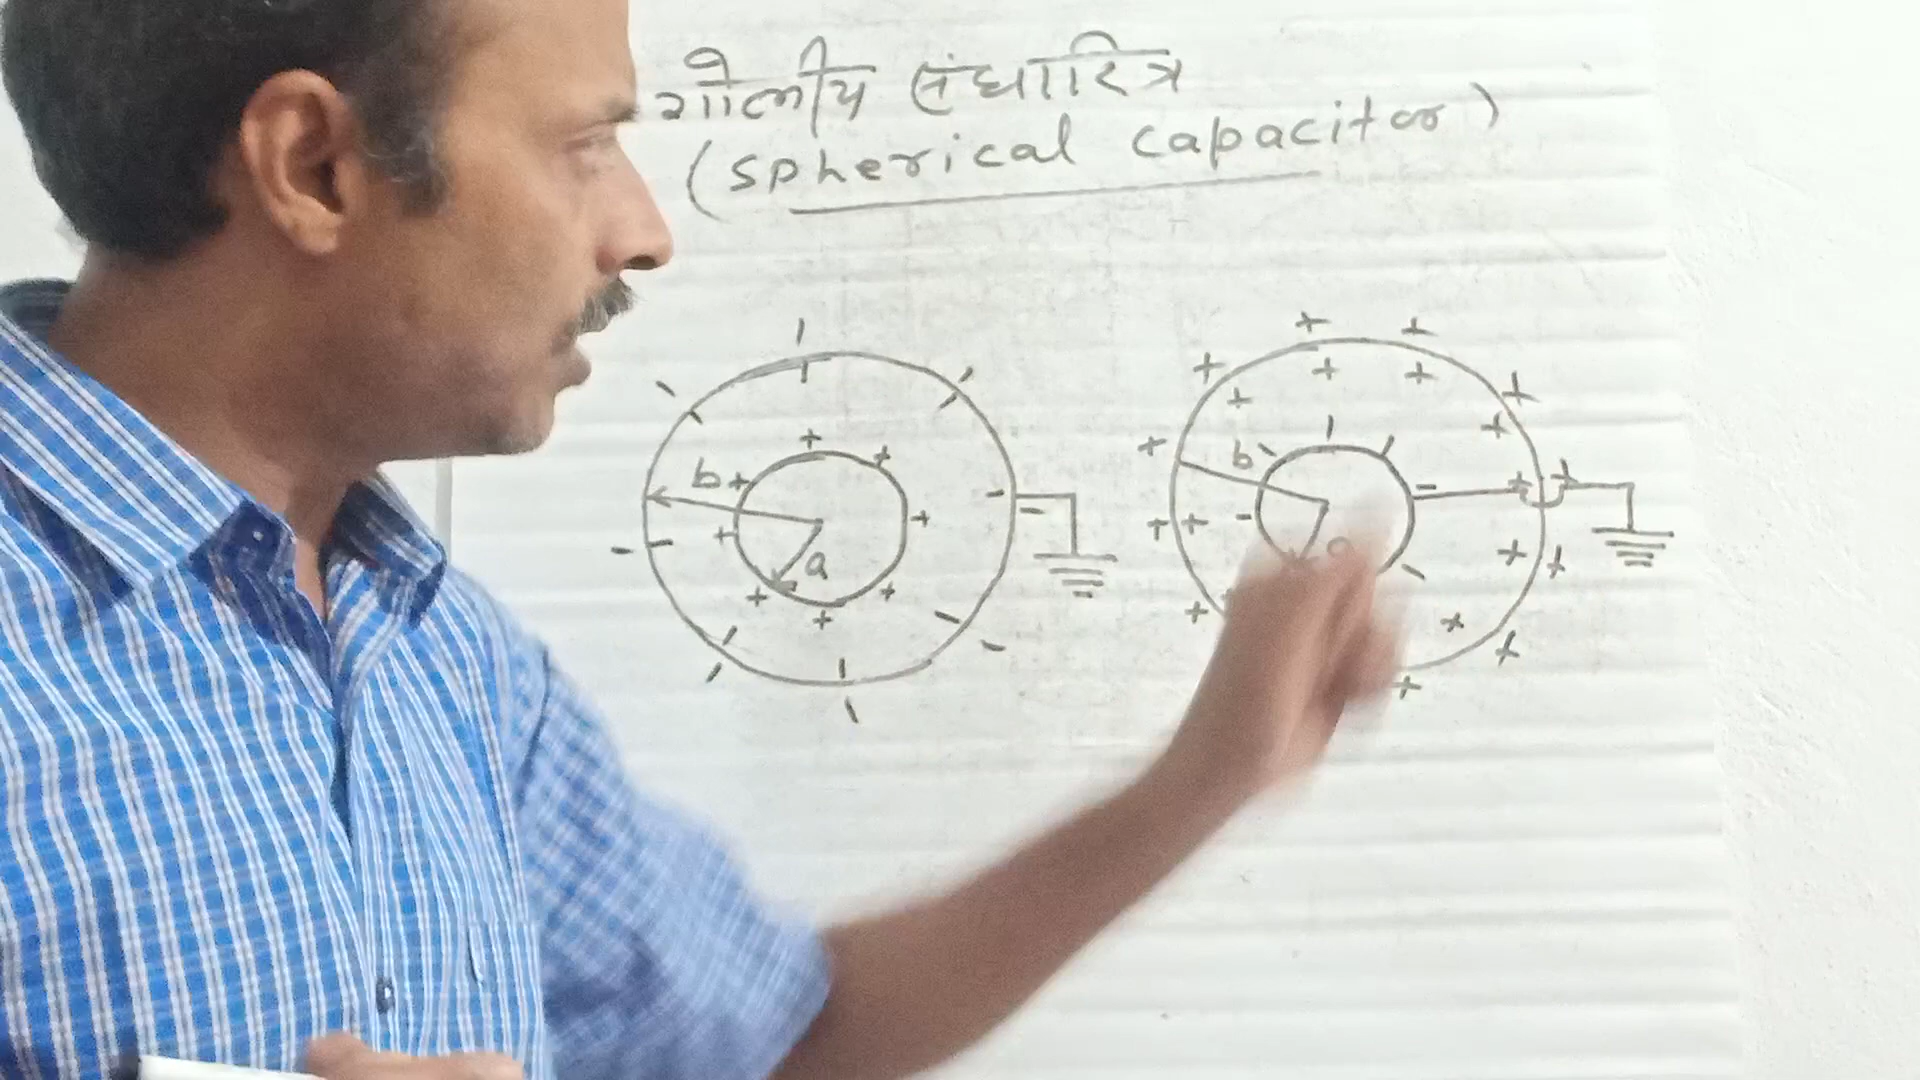 गोलीय संधारित्र
(spherical capacitor)
b
a
b